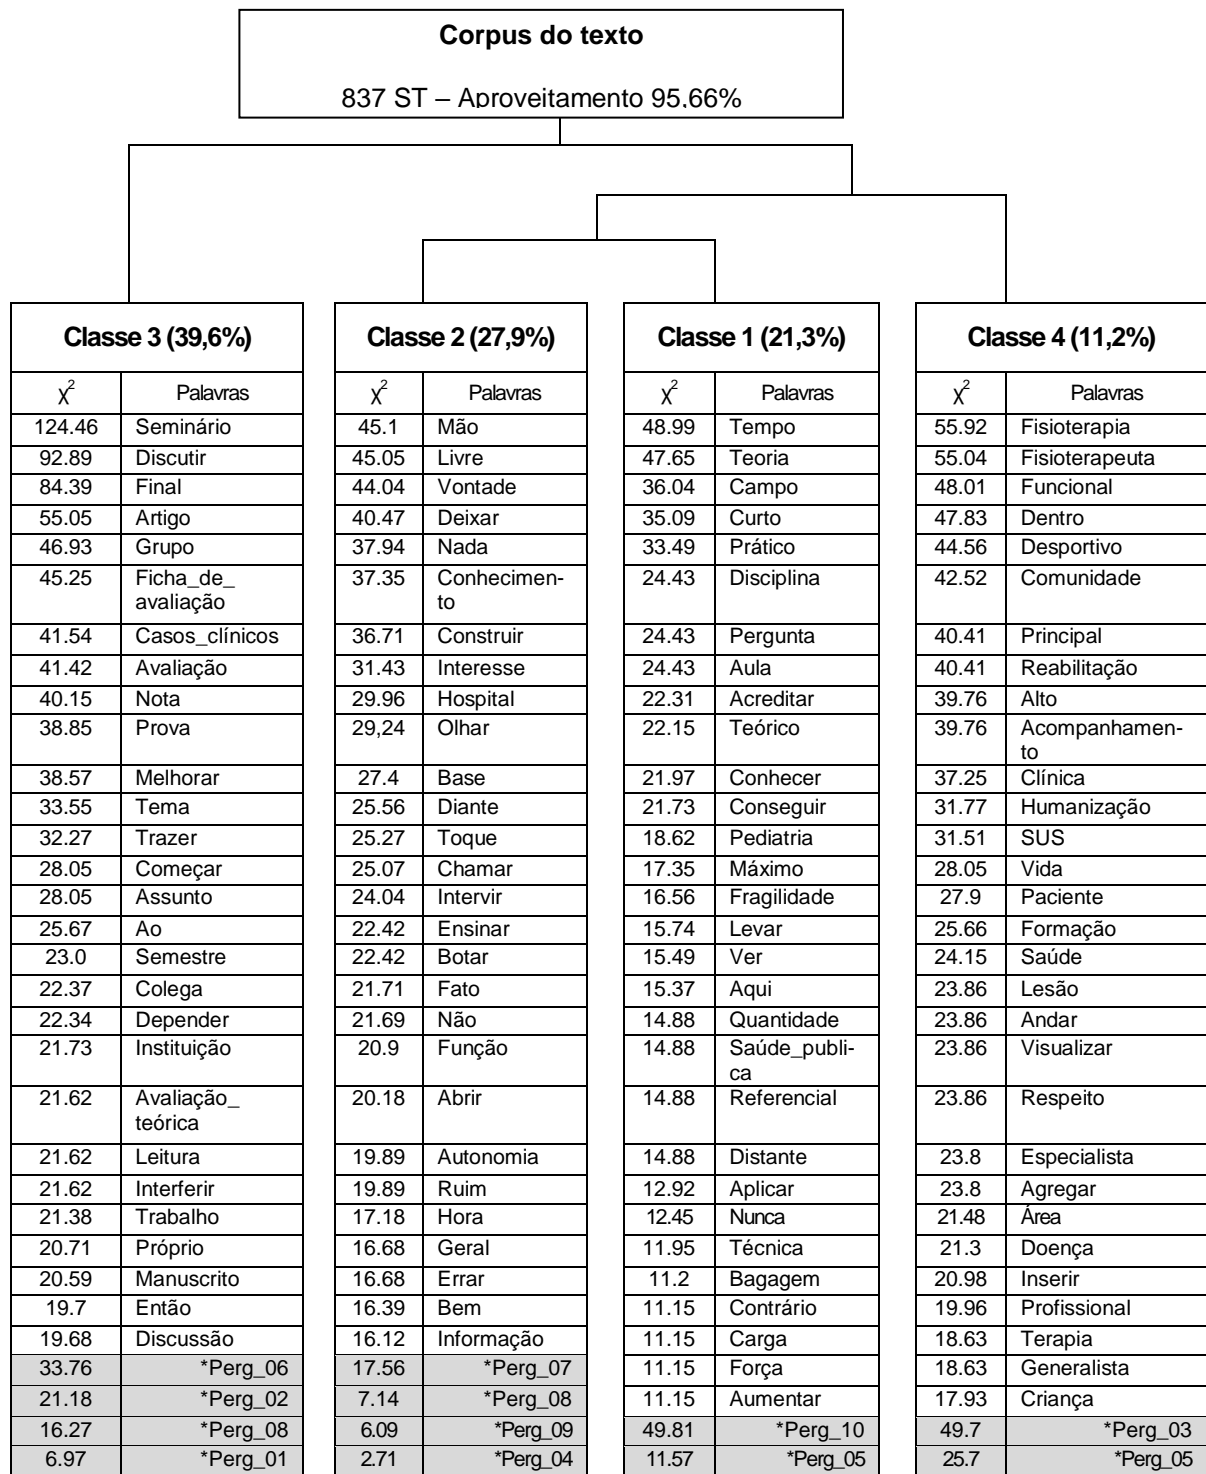 Corpus do texto
837 ST – Aproveitamento 95,66%
Classe 3 (39,6%)
χ² Palavras
124.46 Seminário
92.89 Discutir
84.39 Final
55.05 Artigo
46.93 Grupo
45.25 Ficha_de_
avaliação
41.54 Casos_clínicos
41.42 Avaliação
40.15 Nota
38.85 Prova
38.57 Melhorar
33.55 Tema
32.27 Trazer
28.05 Começar
28.05 Assunto
25.67 Ao
23.0 Semestre
22.37 Colega
22.34 Depender
21.73 Instituição
21.62 Avaliação_
teórica
21.62 Leitura
21.62 Interferir
21.38 Trabalho
20.71 Próprio
20.59 Manuscrito
19.7 Então
19.68 Discussão
33.76 *Perg_06
21.18 *Perg_02
16.27 *Perg_08
6.97 *Perg_01
Classe 2 (27,9%)
χ² Palavras
45.1 Mão
45.05 Livre
44.04 Vontade
40.47 Deixar
37.94 Nada
37.35 Conhecimen-
to
36.71 Construir
31.43 Interesse
29.96 Hospital
29,24 Olhar
27.4 Base
25.56 Diante
25.27 Toque
25.07 Chamar
24.04 Intervir
22.42 Ensinar
22.42 Botar
21.71 Fato
21.69 Não
20.9 Função
20.18 Abrir
19.89 Autonomia
19.89 Ruim
17.18 Hora
16.68 Geral
16.68 Errar
16.39 Bem
16.12 Informação
17.56 *Perg_07
7.14 *Perg_08
6.09 *Perg_09
2.71 *Perg_04
Classe 1 (21,3%)
χ² Palavras
48.99 Tempo
47.65 Teoria
36.04 Campo
35.09 Curto
33.49 Prático
24.43 Disciplina
24.43 Pergunta
24.43 Aula
22.31 Acreditar
22.15 Teórico
21.97 Conhecer
21.73 Conseguir
18.62 Pediatria
17.35 Máximo
16.56 Fragilidade
15.74 Levar
15.49 Ver
15.37 Aqui
14.88 Quantidade
14.88 Saúde_publi-
ca
14.88 Referencial
14.88 Distante
12.92 Aplicar
12.45 Nunca
11.95 Técnica
11.2 Bagagem
11.15 Contrário
11.15 Carga
11.15 Força
11.15 Aumentar
49.81 *Perg_10
11.57 *Perg_05
Classe 4 (11,2%)
χ² Palavras
55.92 Fisioterapia
55.04 Fisioterapeuta
48.01 Funcional
47.83 Dentro
44.56 Desportivo
42.52 Comunidade
40.41 Principal
40.41 Reabilitação
39.76 Alto
39.76 Acompanhamen-
to
37.25 Clínica
31.77 Humanização
31.51 SUS
28.05 Vida
27.9 Paciente
25.66 Formação
24.15 Saúde
23.86 Lesão
23.86 Andar
23.86 Visualizar
23.86 Respeito
23.8 Especialista
23.8 Agregar
21.48 Área
21.3 Doença
20.98 Inserir
19.96 Profissional
18.63 Terapia
18.63 Generalista
17.93 Criança
49.7 *Perg_03
25.7 *Perg_05